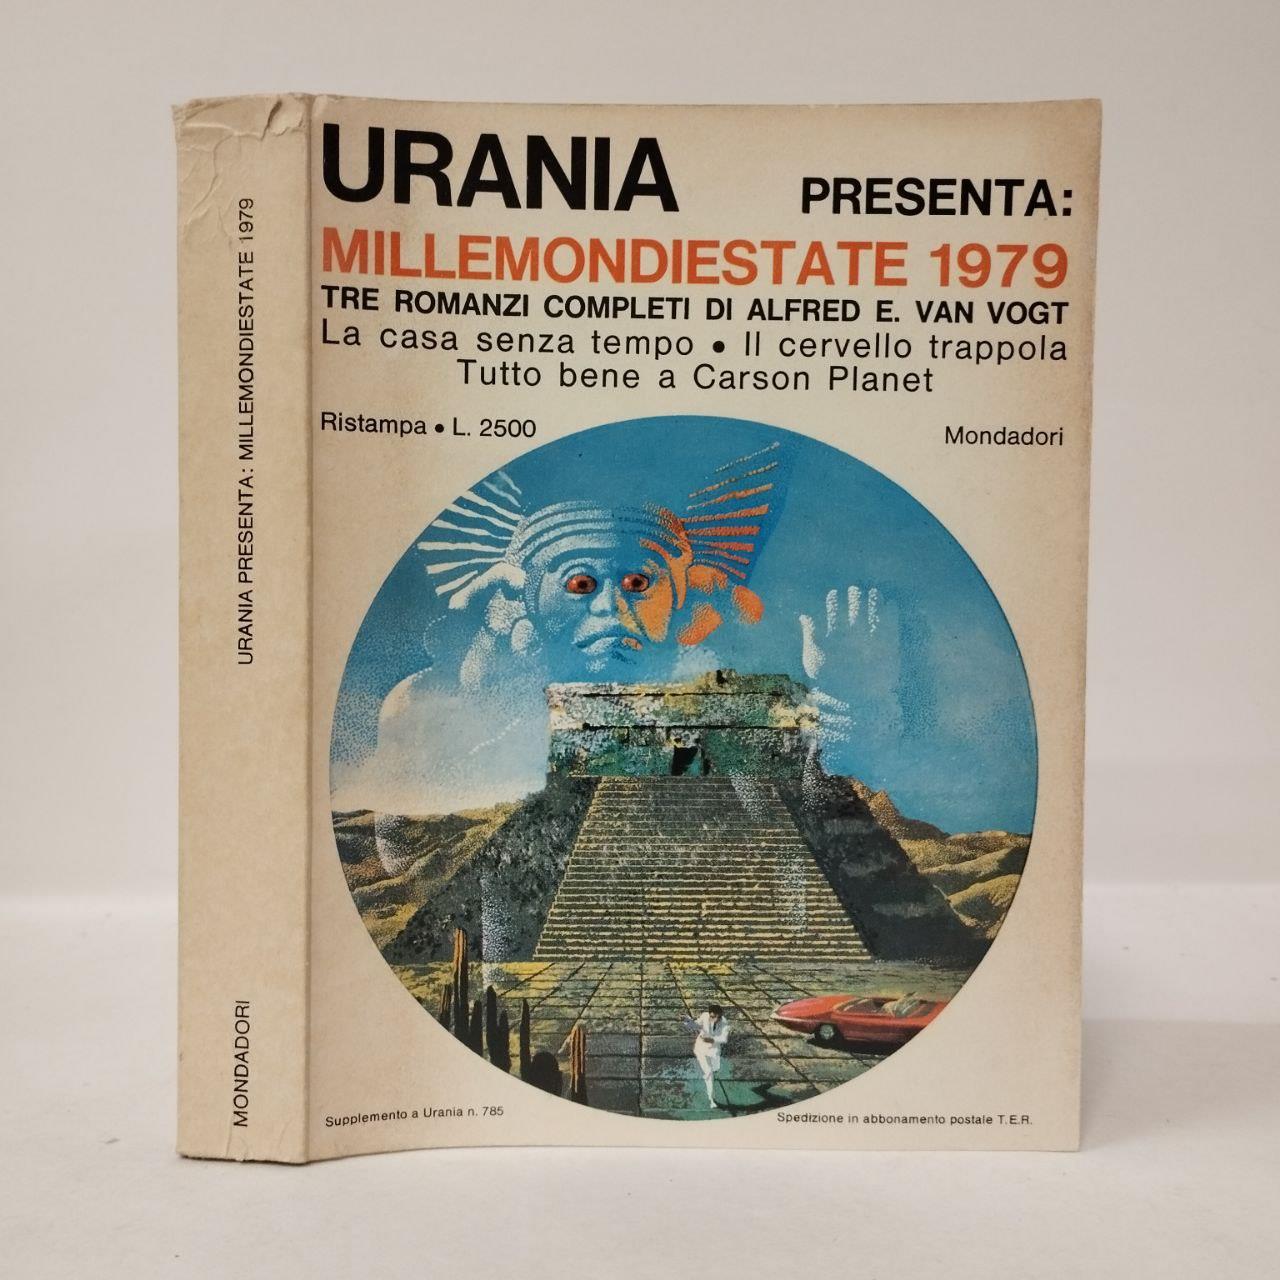 URANIA PRESENTA:
MILLEMONDIESTATE 1979
TRE ROMANZI COMPLETI DI ALFRED E. VAN VOGT
La casa senza tempo • Il cervello trappola
Tutto bene a Carson Planet
Ristampa • L. 2500
Mondadori
Supplemento a Urania n. 785
Spedizione in abbonamento postale T.E.R.
URANIA PRESENTA: MILLEMONDIESTATE 1979
MONDADORI